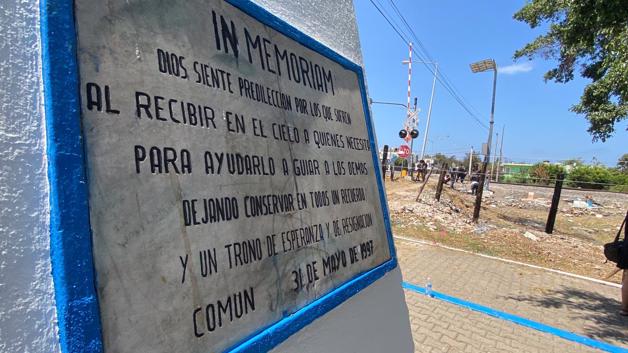 IN MEMORIAM
DIOS SIENTE PREDILECCION POR LOS QUE SUFREN
AL RECIBIR EN EL CIELO A QUIENES NECESITO
PARA AYUDARLO A GUIAR A LOS DEMAS
DEJANDO CONSERVAR EN TODOS UN RECUERDO
Y UN TRONO DE ESPERANZA Y DE RESIGNACION
COMUN 31 DE MAYO DE 1997